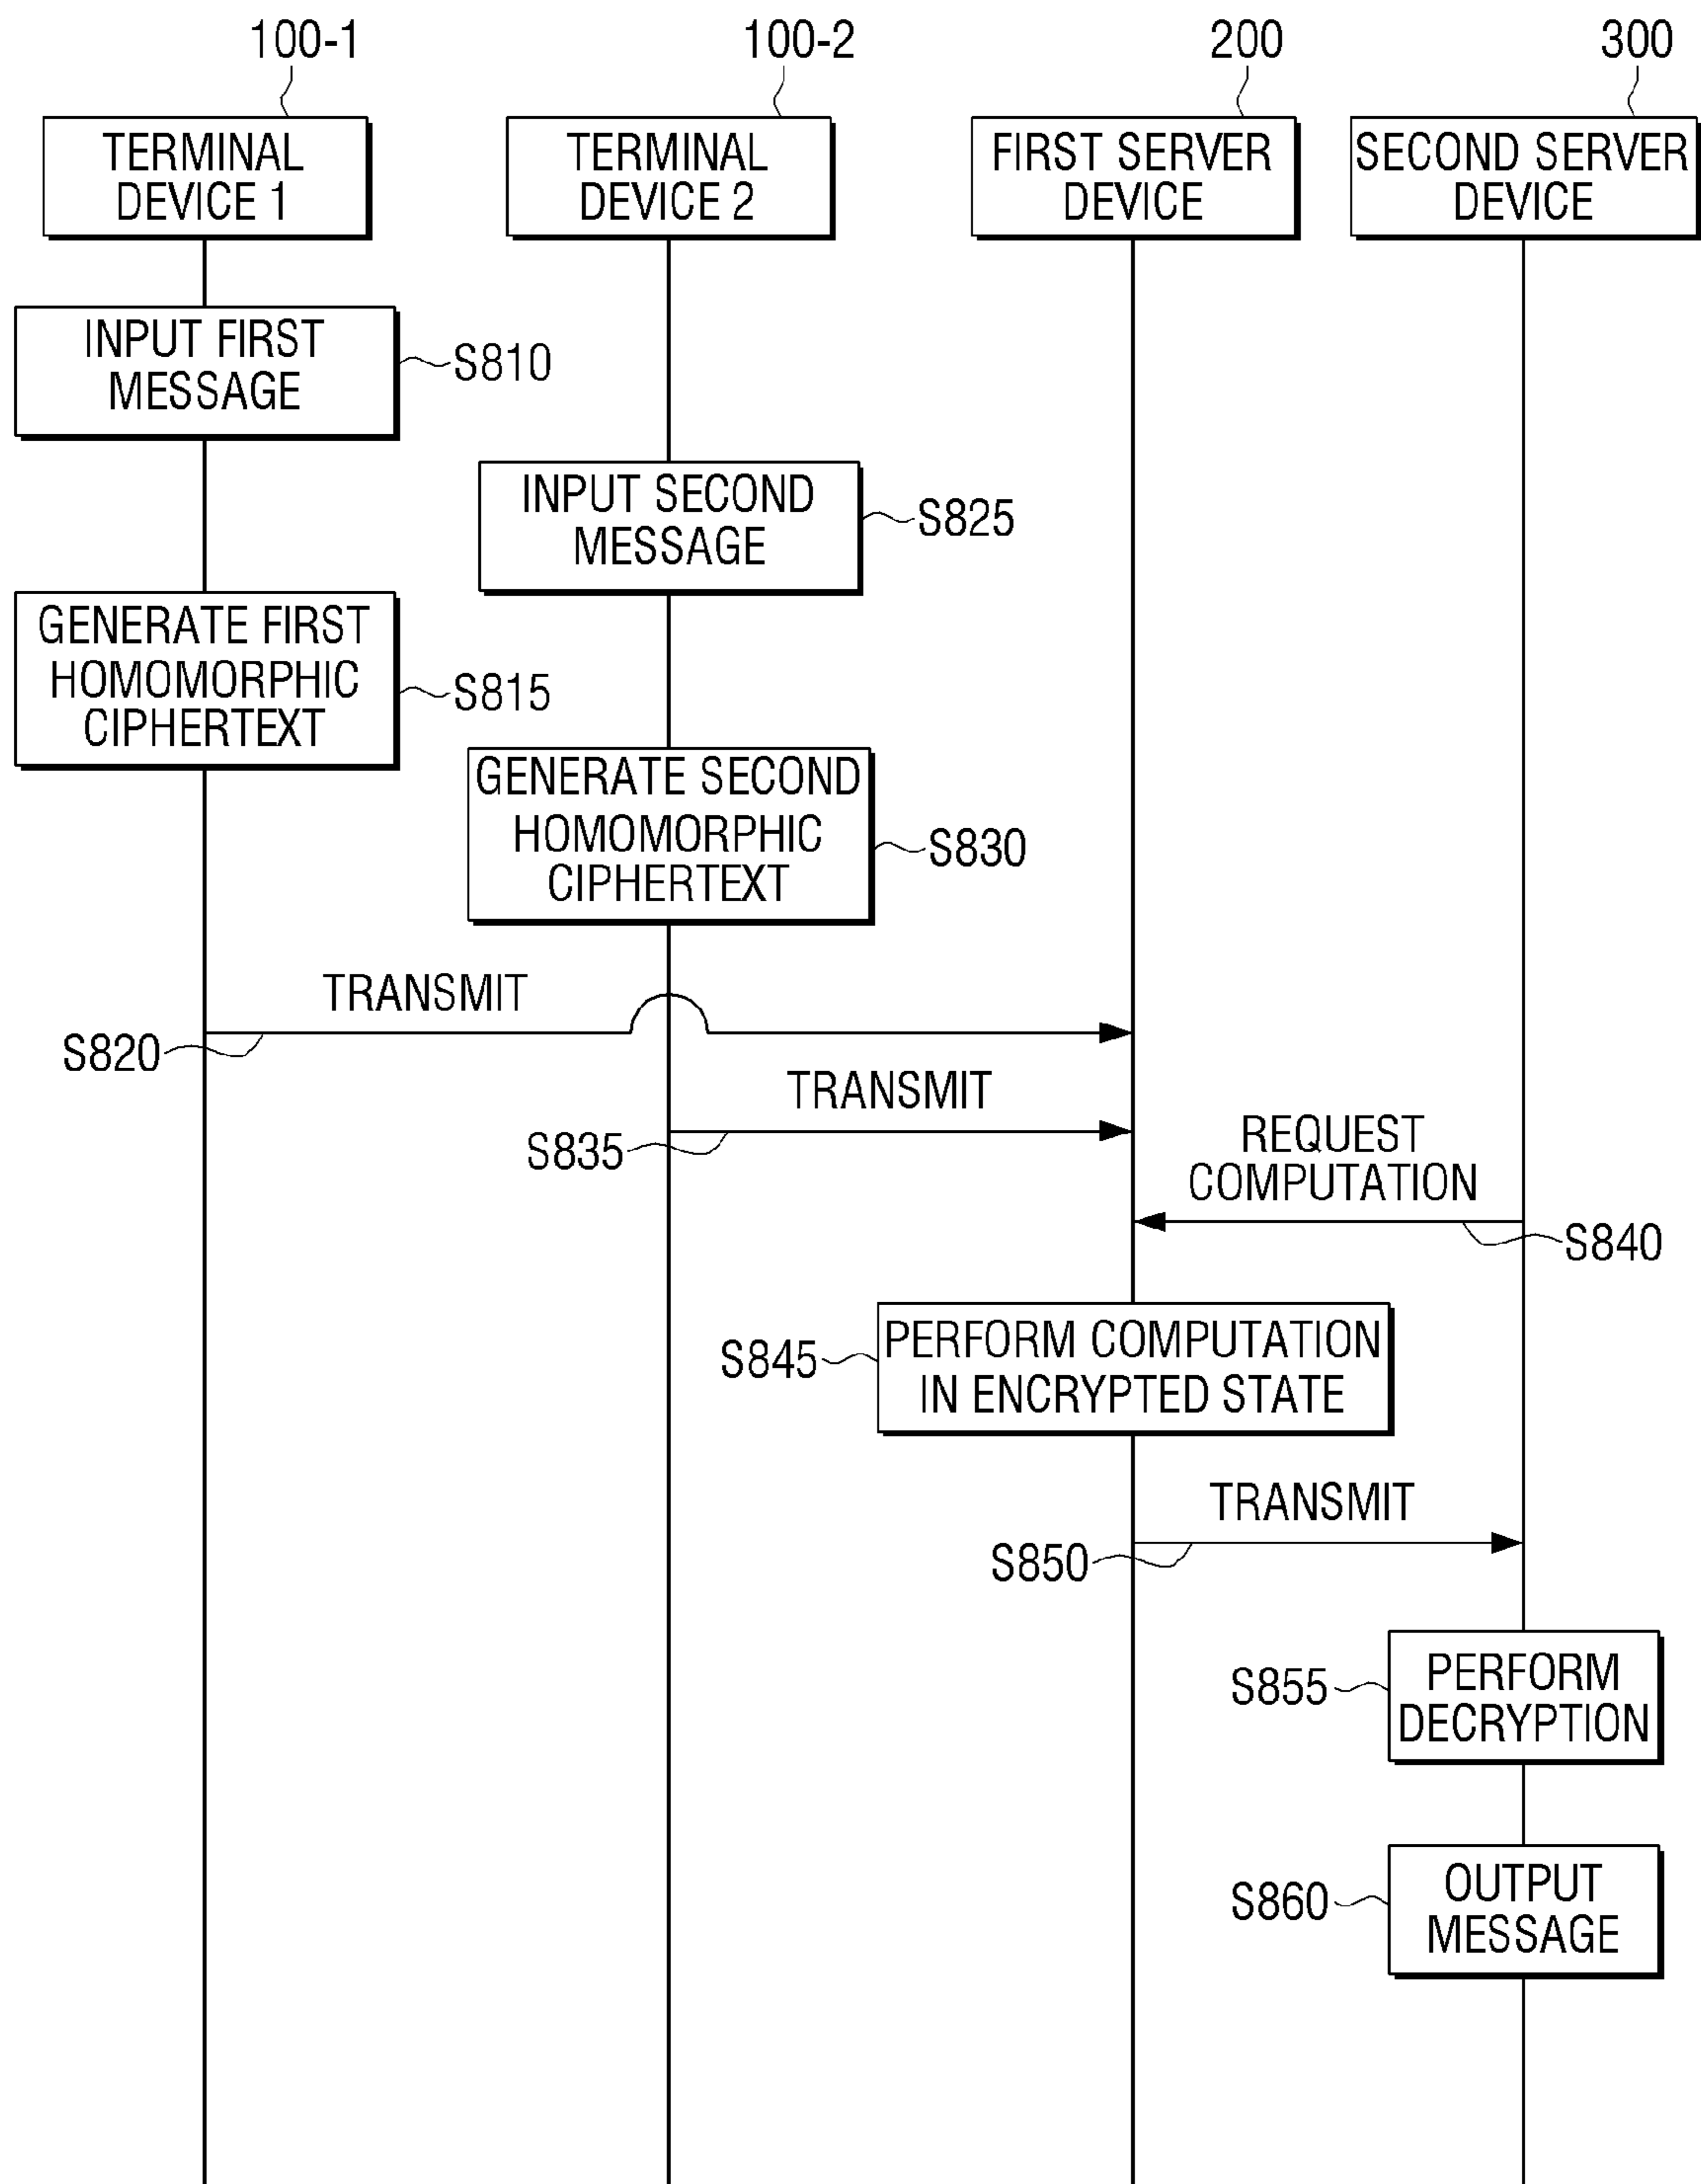 100-1
100-2
200
300
TERMINAL
DEVICE 1
TERMINAL
DEVICE 2
FIRST SERVER
DEVICE
SECOND SERVER
DEVICE
INPUT FIRST
MESSAGE
S810
INPUT SECOND
MESSAGE
S825
GENERATE FIRST
HOMOMORPHIC
CIPHERTEXT
S815
GENERATE SECOND
HOMOMORPHIC
CIPHERTEXT
S830
TRANSMIT
S820
TRANSMIT
S835
REQUEST
COMPUTATION
S840
S845
PERFORM COMPUTATION
IN ENCRYPTED STATE
TRANSMIT
S850
S855
PERFORM
DECRYPTION
S860
OUTPUT
MESSAGE